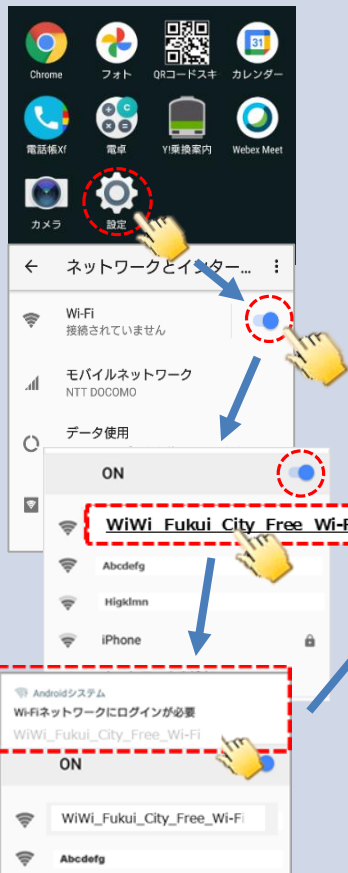 Chrome
フォト
QRコードスキ
カレンダー
31
電話帳Xf
電卓
Y!乗換案内
Webex Meet
カメラ
設定
ネットワークとインター...
Wi-Fi
接続されていません
モバイルネットワーク
NTT DOCOMO
データ使用
ON
WiWi_Fukui_City_Free_Wi-F
Abcdefg
Higklmn
iPhone
Androidシステム
Wi-Fiネットワークにログインが必要
WiWi_Fukui_City_Free_Wi-Fi
ON
WiWi_Fukui_City_Free_Wi-Fi
Abcdefg